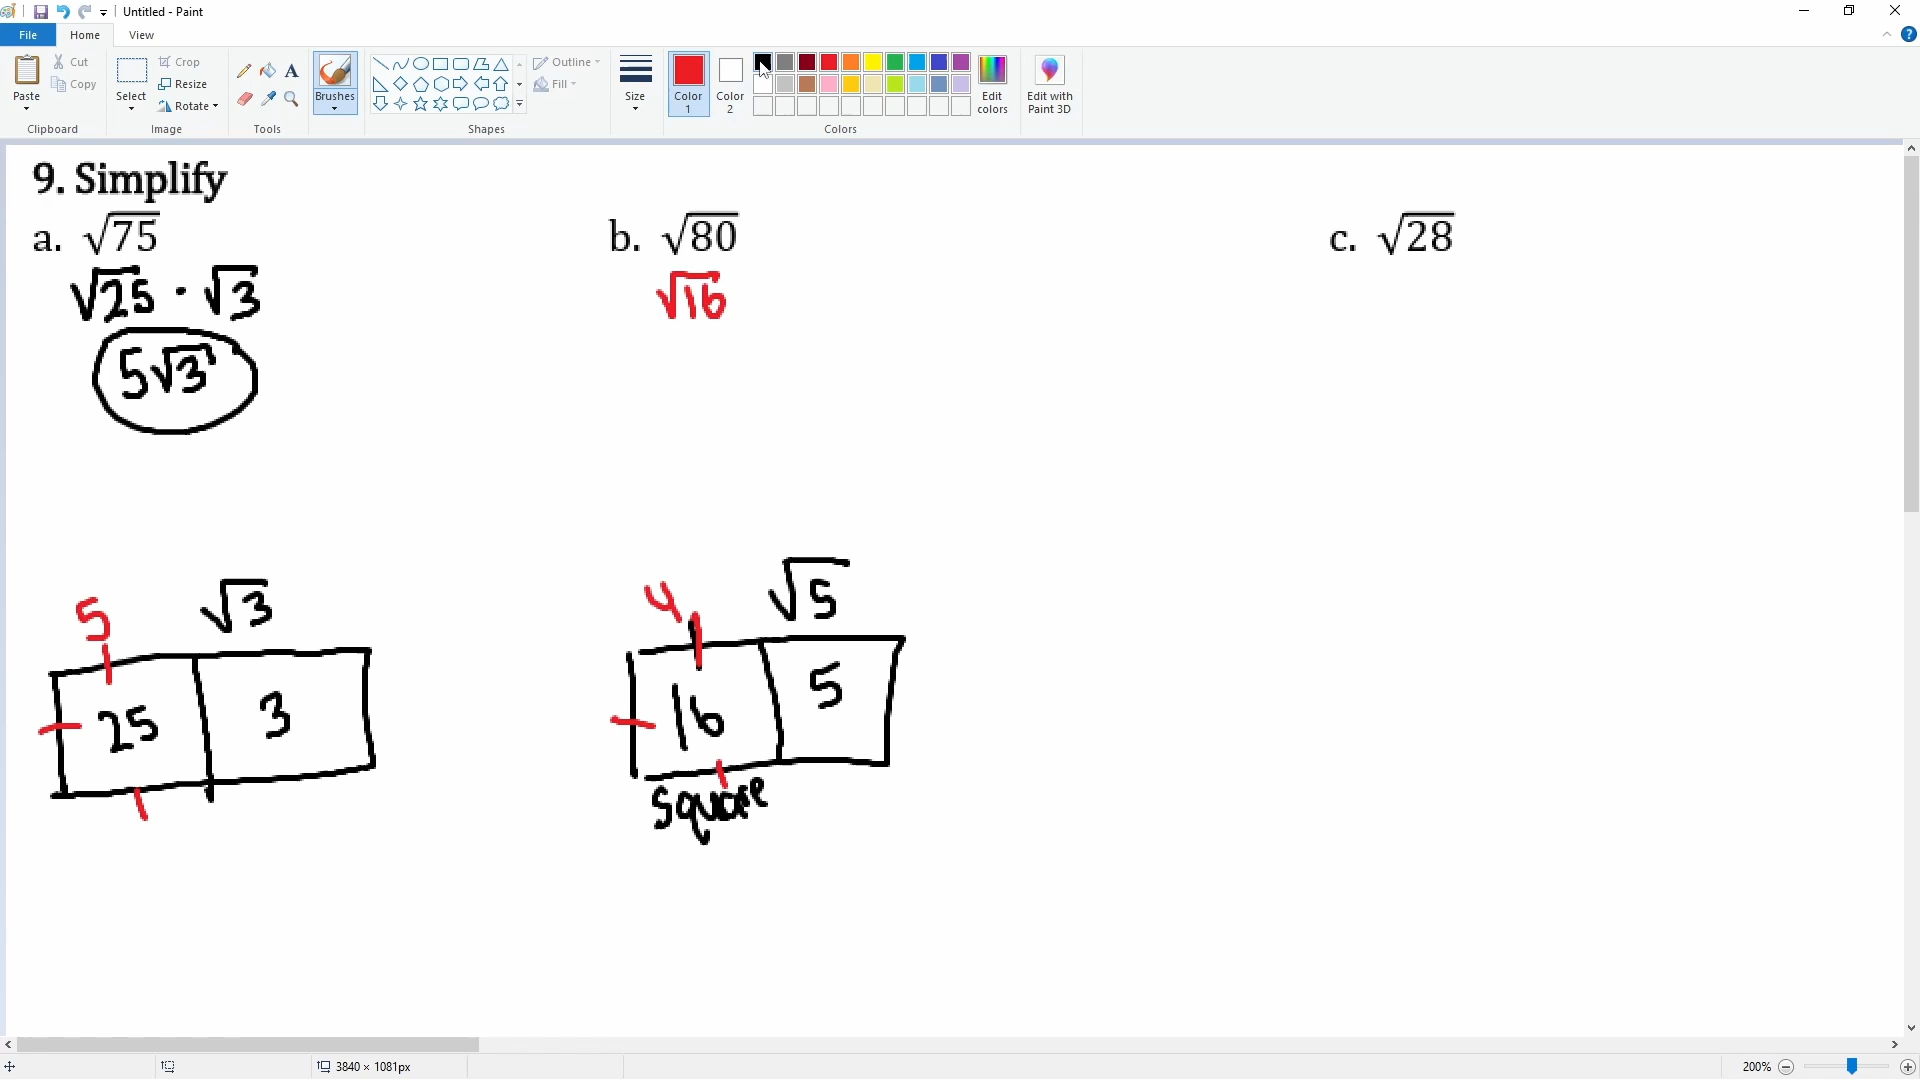 Untitled - Paint
File Home View
Paste Cut Copy Clipboard
Select Crop Resize Rotate Image
Tools
Brushes
Shapes
Outline Fill
Size
Color 1 Color 2
Edit colors
Colors
Edit with Paint 3D
9. Simplify
a. √75 b. √80 c. √28
√25 · √3 √16
5√3
5 √3 4 √5
25 3 16 5
square
3840 × 1081px 200%